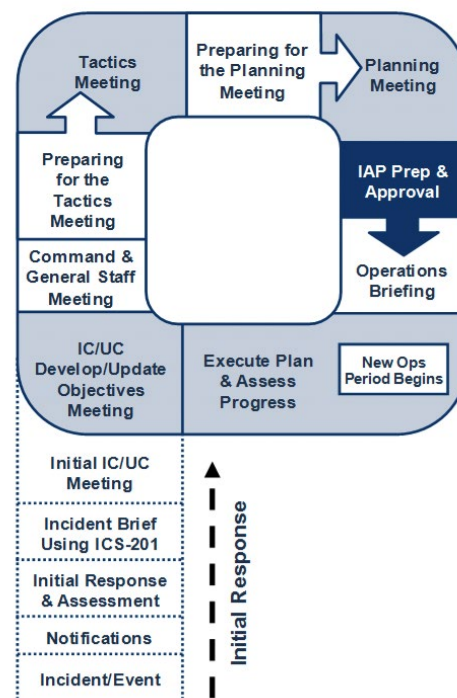 Tactics
Meeting
Preparing for
the Planning
Meeting
Planning
Meeting
Preparing
for the
Tactics
Meeting
IAP Prep &
Approval
Command &
General Staff
Meeting
Operations
Briefing
IC/UC
Develop/Update
Objectives
Meeting
Execute Plan
& Assess
Progress
New Ops
Period Begins
Initial IC/UC
Meeting
Incident Brief
Using ICS-201
Initial Response
& Assessment
Notifications
Incident/Event
Initial Response